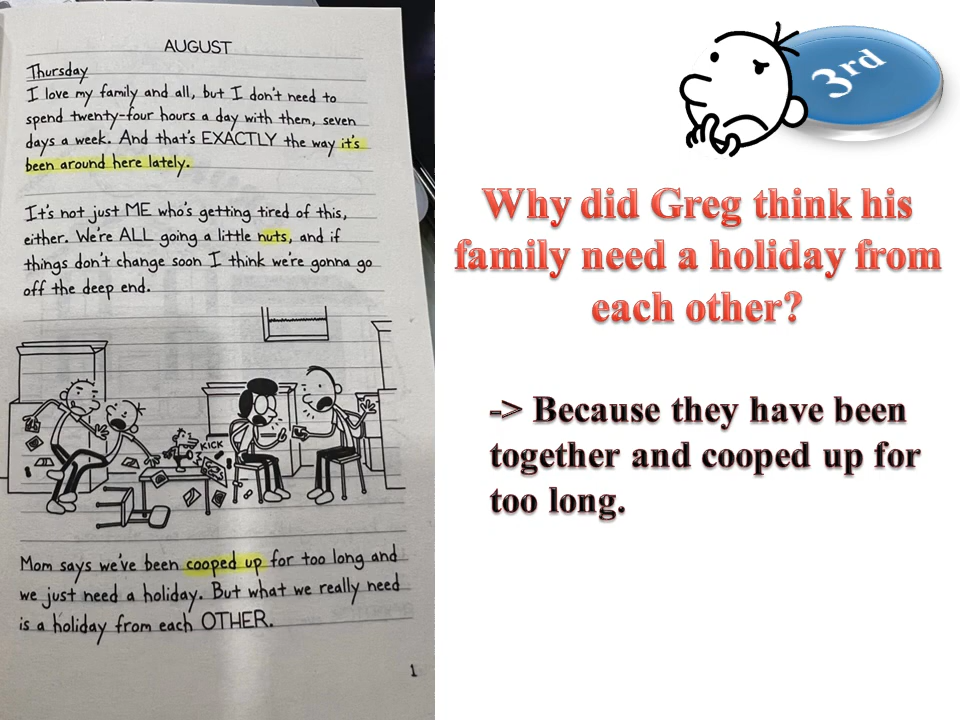 AUGUST
Thursday
I love my family and all, but I don't need to
spend twenty-four hours a day with them, seven
days a week. And that's EXACTLY the way it's
been around here lately.
It's not just ME who's getting tired of this,
either. We're ALL going a little nuts, and if
things don't change soon I think we're gonna go
off the deep end.
KICK
Mom says we've been cooped up for too long and
we just need a holiday. But what we really need
is a holiday from each OTHER.
1
3rd
Why did Greg think his
family need a holiday from
each other?
-> Because they have been
together and cooped up for
too long.